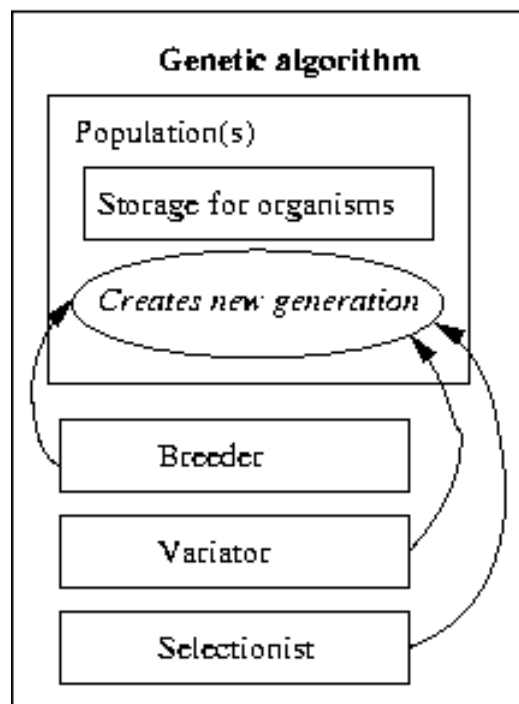 Genetic algorithm
Population(s)
Storage for organisms
Creates new generation
Breeder
Variator
Selectionist